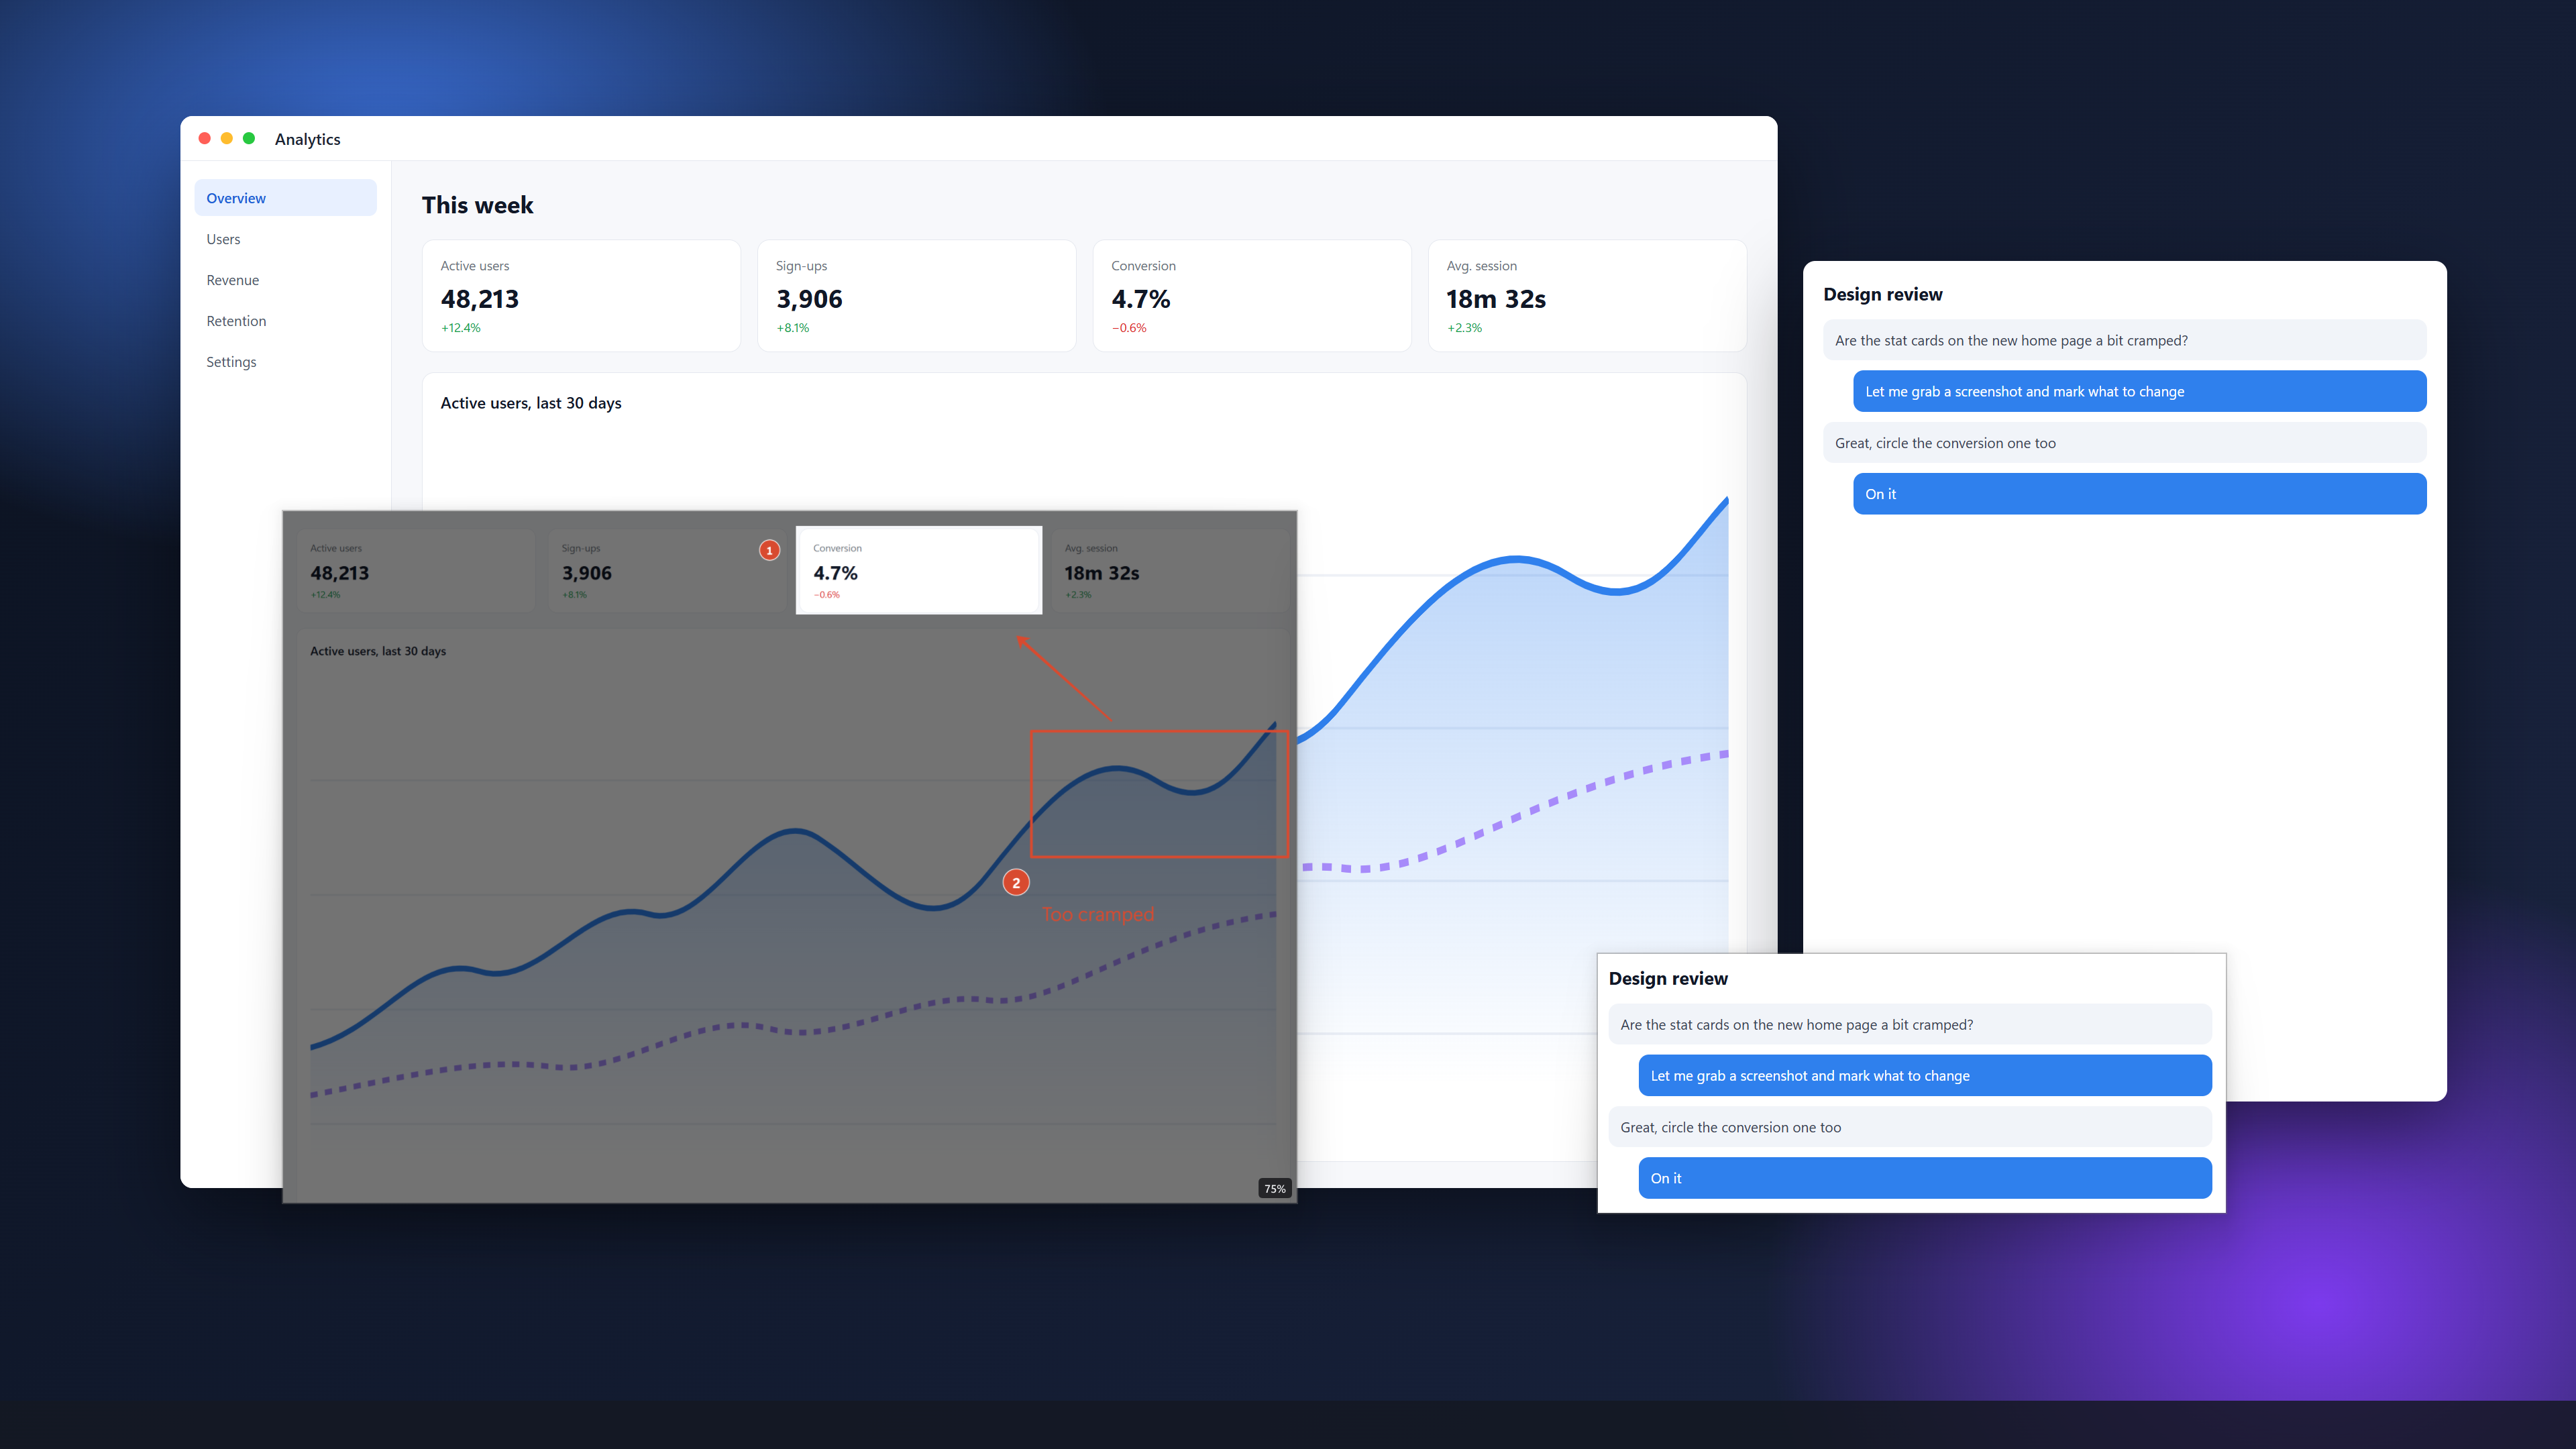 Analytics
Overview
Users
Revenue
Retention
Settings
This week
Active users
48,213
+12.4%
Sign-ups
3,906
+8.1%
Conversion
4.7%
−0.6%
Avg. session
18m 32s
+2.3%
Active users, last 30 days
Active users
48,213
+12.4%
Sign-ups
3,906
+8.1%
1
Conversion
4.7%
−0.6%
Avg. session
18m 32s
+2.3%
Active users, last 30 days
2
Too cramped
75%
Design review
Are the stat cards on the new home page a bit cramped?
Let me grab a screenshot and mark what to change
Great, circle the conversion one too
On it
Design review
Are the stat cards on the new home page a bit cramped?
Let me grab a screenshot and mark what to change
Great, circle the conversion one too
On it